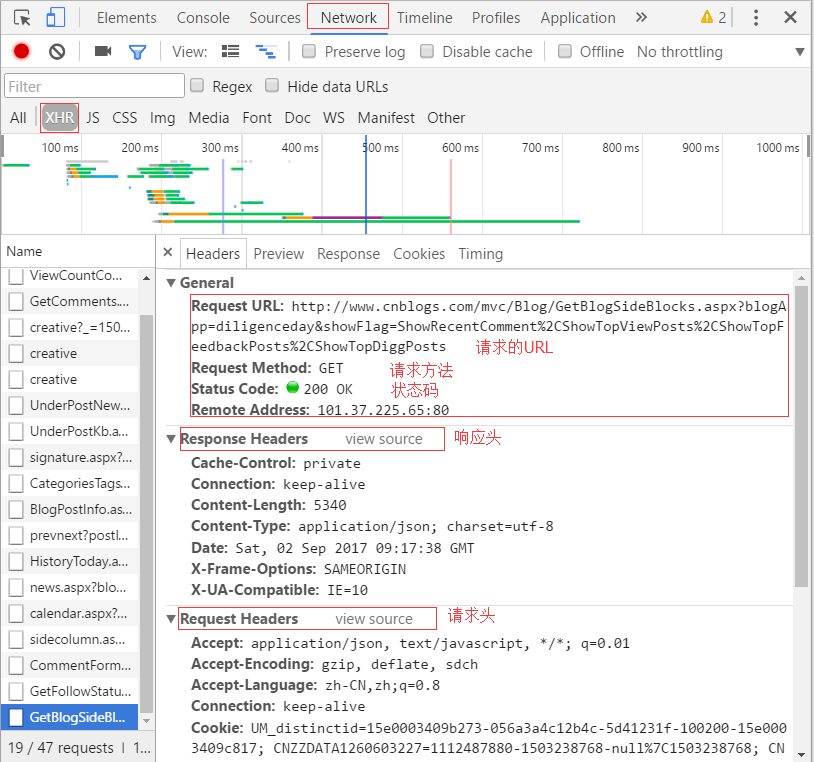 Elements Console Sources Network Timeline Profiles Application » 2
View: Preserve log Disable cache Offline No throttling
Filter Regex Hide data URLs
All XHR JS CSS Img Media Font Doc WS Manifest Other
100 ms 200 ms 300 ms 400 ms 500 ms 600 ms 700 ms 800 ms 900 ms 1000 ms
Name
ViewCountCo...
GetComments....
creative?_=150...
creative
creative
UnderPostNew...
UnderPostKb.a...
signature.aspx?...
CategoriesTags...
BlogPostInfo.as...
prevnext?postI...
HistoryToday.a...
news.aspx?blo...
calendar.aspx?...
sidecolumn.as...
CommentForm...
GetFollowStatu...
GetBlogSideBl...
19 / 47 requests | 1...
× Headers Preview Response Cookies Timing
General
Request URL: http://www.cnblogs.com/mvc/Blog/GetBlogSideBlocks.aspx?blogA
pp=diligenceday&showFlag=ShowRecentComment%2CShowTopViewPosts%2CShowTopF
eedbackPosts%2CShowTopDiggPosts 请求的URL
Request Method: GET 请求方法
Status Code: 200 OK 状态码
Remote Address: 101.37.225.65:80
Response Headers view source 响应头
Cache-Control: private
Connection: keep-alive
Content-Length: 5340
Content-Type: application/json; charset=utf-8
Date: Sat, 02 Sep 2017 09:17:38 GMT
X-Frame-Options: SAMEORIGIN
X-UA-Compatible: IE=10
Request Headers view source 请求头
Accept: application/json, text/javascript, */*; q=0.01
Accept-Encoding: gzip, deflate, sdch
Accept-Language: zh-CN,zh;q=0.8
Connection: keep-alive
Cookie: UM_distinctid=15e0003409b273-056a3a4c12b4c-5d41231f-100200-15e000
3409c817; CNZZDATA1260603227=1112487880-1503238768-null%7C1503238768; CN